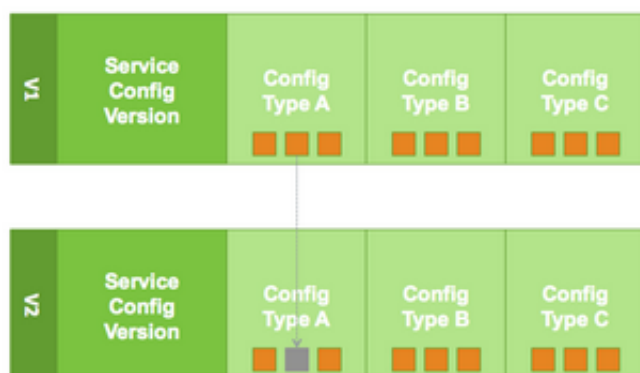 V1
Service
Config
Version
Config
Type A
Config
Type B
Config
Type C
V2
Service
Config
Version
Config
Type A
Config
Type B
Config
Type C